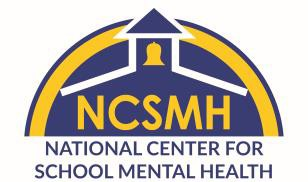 NCSMH
NATIONAL CENTER FOR
SCHOOL MENTAL HEALTH